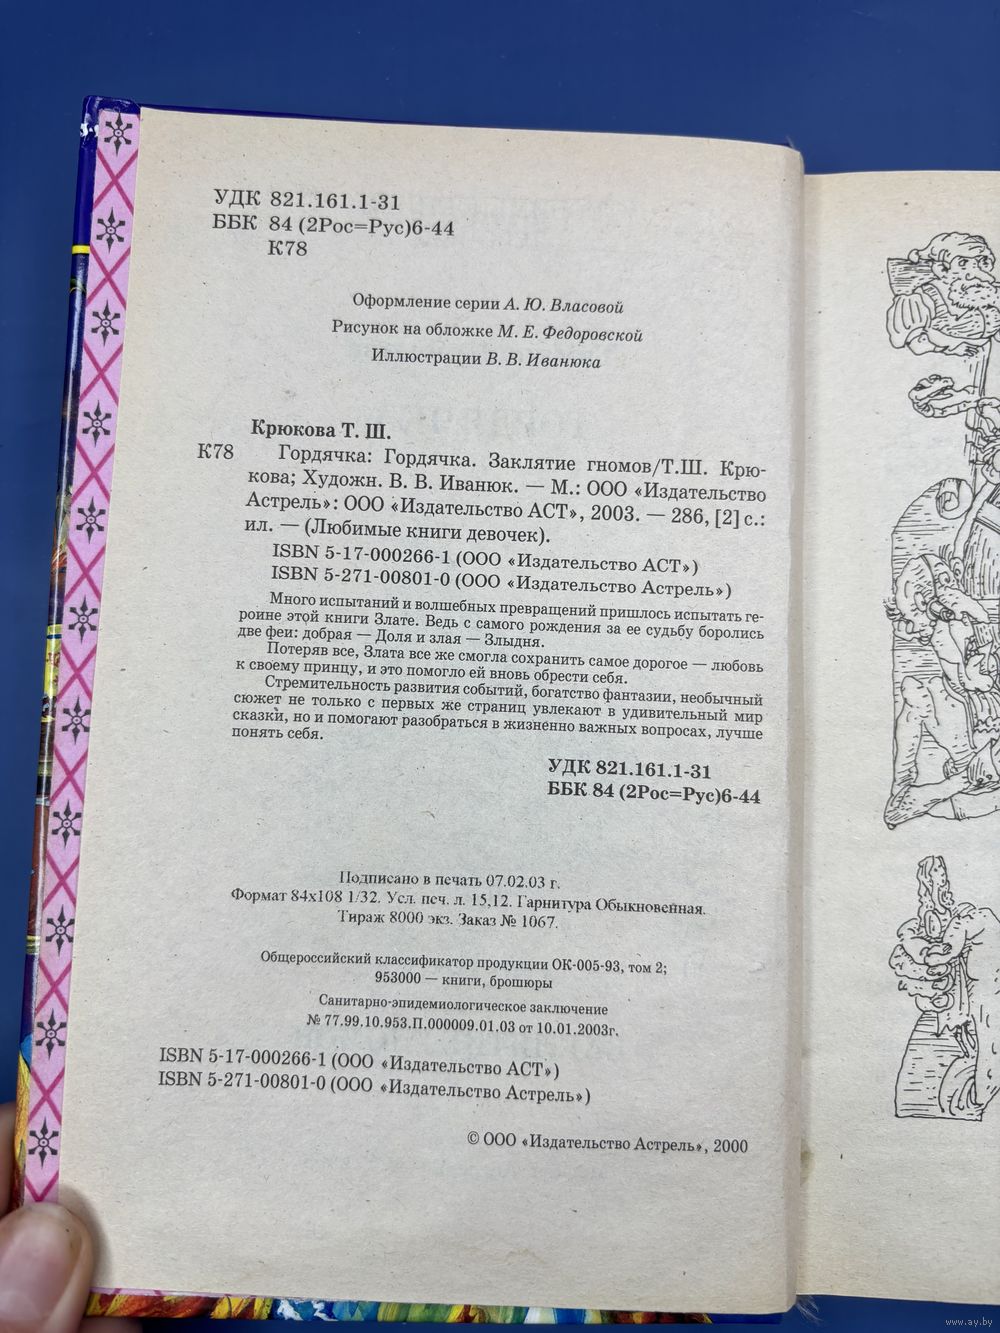 УДК 821.161.1-31
ББК 84 (2Рос=Рус)6-44
К78
Оформление серии А. Ю. Власовой
Рисунок на обложке М. Е. Федоровской
Иллюстрации В. В. Иванюка
Крюкова Т. Ш.
К78 Гордячка: Гордячка. Заклятие гномов/Т.Ш. Крю-
кова; Художн. В. В. Иванюк. — М.: ООО «Издательство
Астрель»: ООО «Издательство АСТ», 2003. — 286, [2] с.:
ил. — (Любимые книги девочек).
ISBN 5-17-000266-1 (ООО «Издательство АСТ»)
ISBN 5-271-00801-0 (ООО «Издательство Астрель»)
Много испытаний и волшебных превращений пришлось испытать ге-
роине этой книги Злате. Ведь с самого рождения за ее судьбу боролись
две феи: добрая — Доля и злая — Злыдня.
Потеряв все, Злата все же смогла сохранить самое дорогое — любовь
к своему принцу, и это помогло ей вновь обрести себя.
Стремительность развития событий, богатство фантазии, необычный
сюжет не только с первых же страниц увлекают в удивительный мир
сказки, но и помогают разобраться в жизненно важных вопросах, лучше
понять себя.
УДК 821.161.1-31
ББК 84 (2Рос=Рус)6-44
Подписано в печать 07.02.03 г.
Формат 84х108 1/32. Усл. печ. л. 15,12. Гарнитура Обыкновенная.
Тираж 8000 экз. Заказ № 1067.
Общероссийский классификатор продукции ОК-005-93, том 2;
953000 — книги, брошюры
Санитарно-эпидемиологическое заключение
№ 77.99.10.953.П.000009.01.03 от 10.01.2003г.
ISBN 5-17-000266-1 (ООО «Издательство АСТ»)
ISBN 5-271-00801-0 (ООО «Издательство Астрель»)
© ООО «Издательство Астрель», 2000
www.ay.by